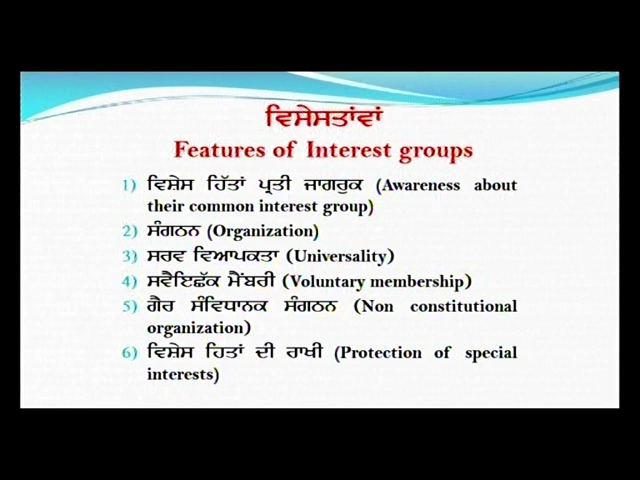 ਵਿਸੇਸਤਾਂਵਾਂ
Features of Interest groups
1) ਵਿਸ਼ੇਸ ਹਿੱਤਾਂ ਪ੍ਰਤੀ ਜਾਗਰੁਕ (Awareness about
their common interest group)
2) ਸੰਗਠਨ (Organization)
3) ਸਰਵ ਵਿਆਪਕਤਾ (Universality)
4) ਸਵੈਇਛੱਕ ਮੈਂਬਰੀ (Voluntary membership)
5) ਗੈਰ ਸੰਵਿਧਾਨਕ ਸੰਗਠਨ (Non constitutional
organization)
6) ਵਿਸ਼ੇਸ ਹਿਤਾਂ ਦੀ ਰਾਖੀ (Protection of special
interests)